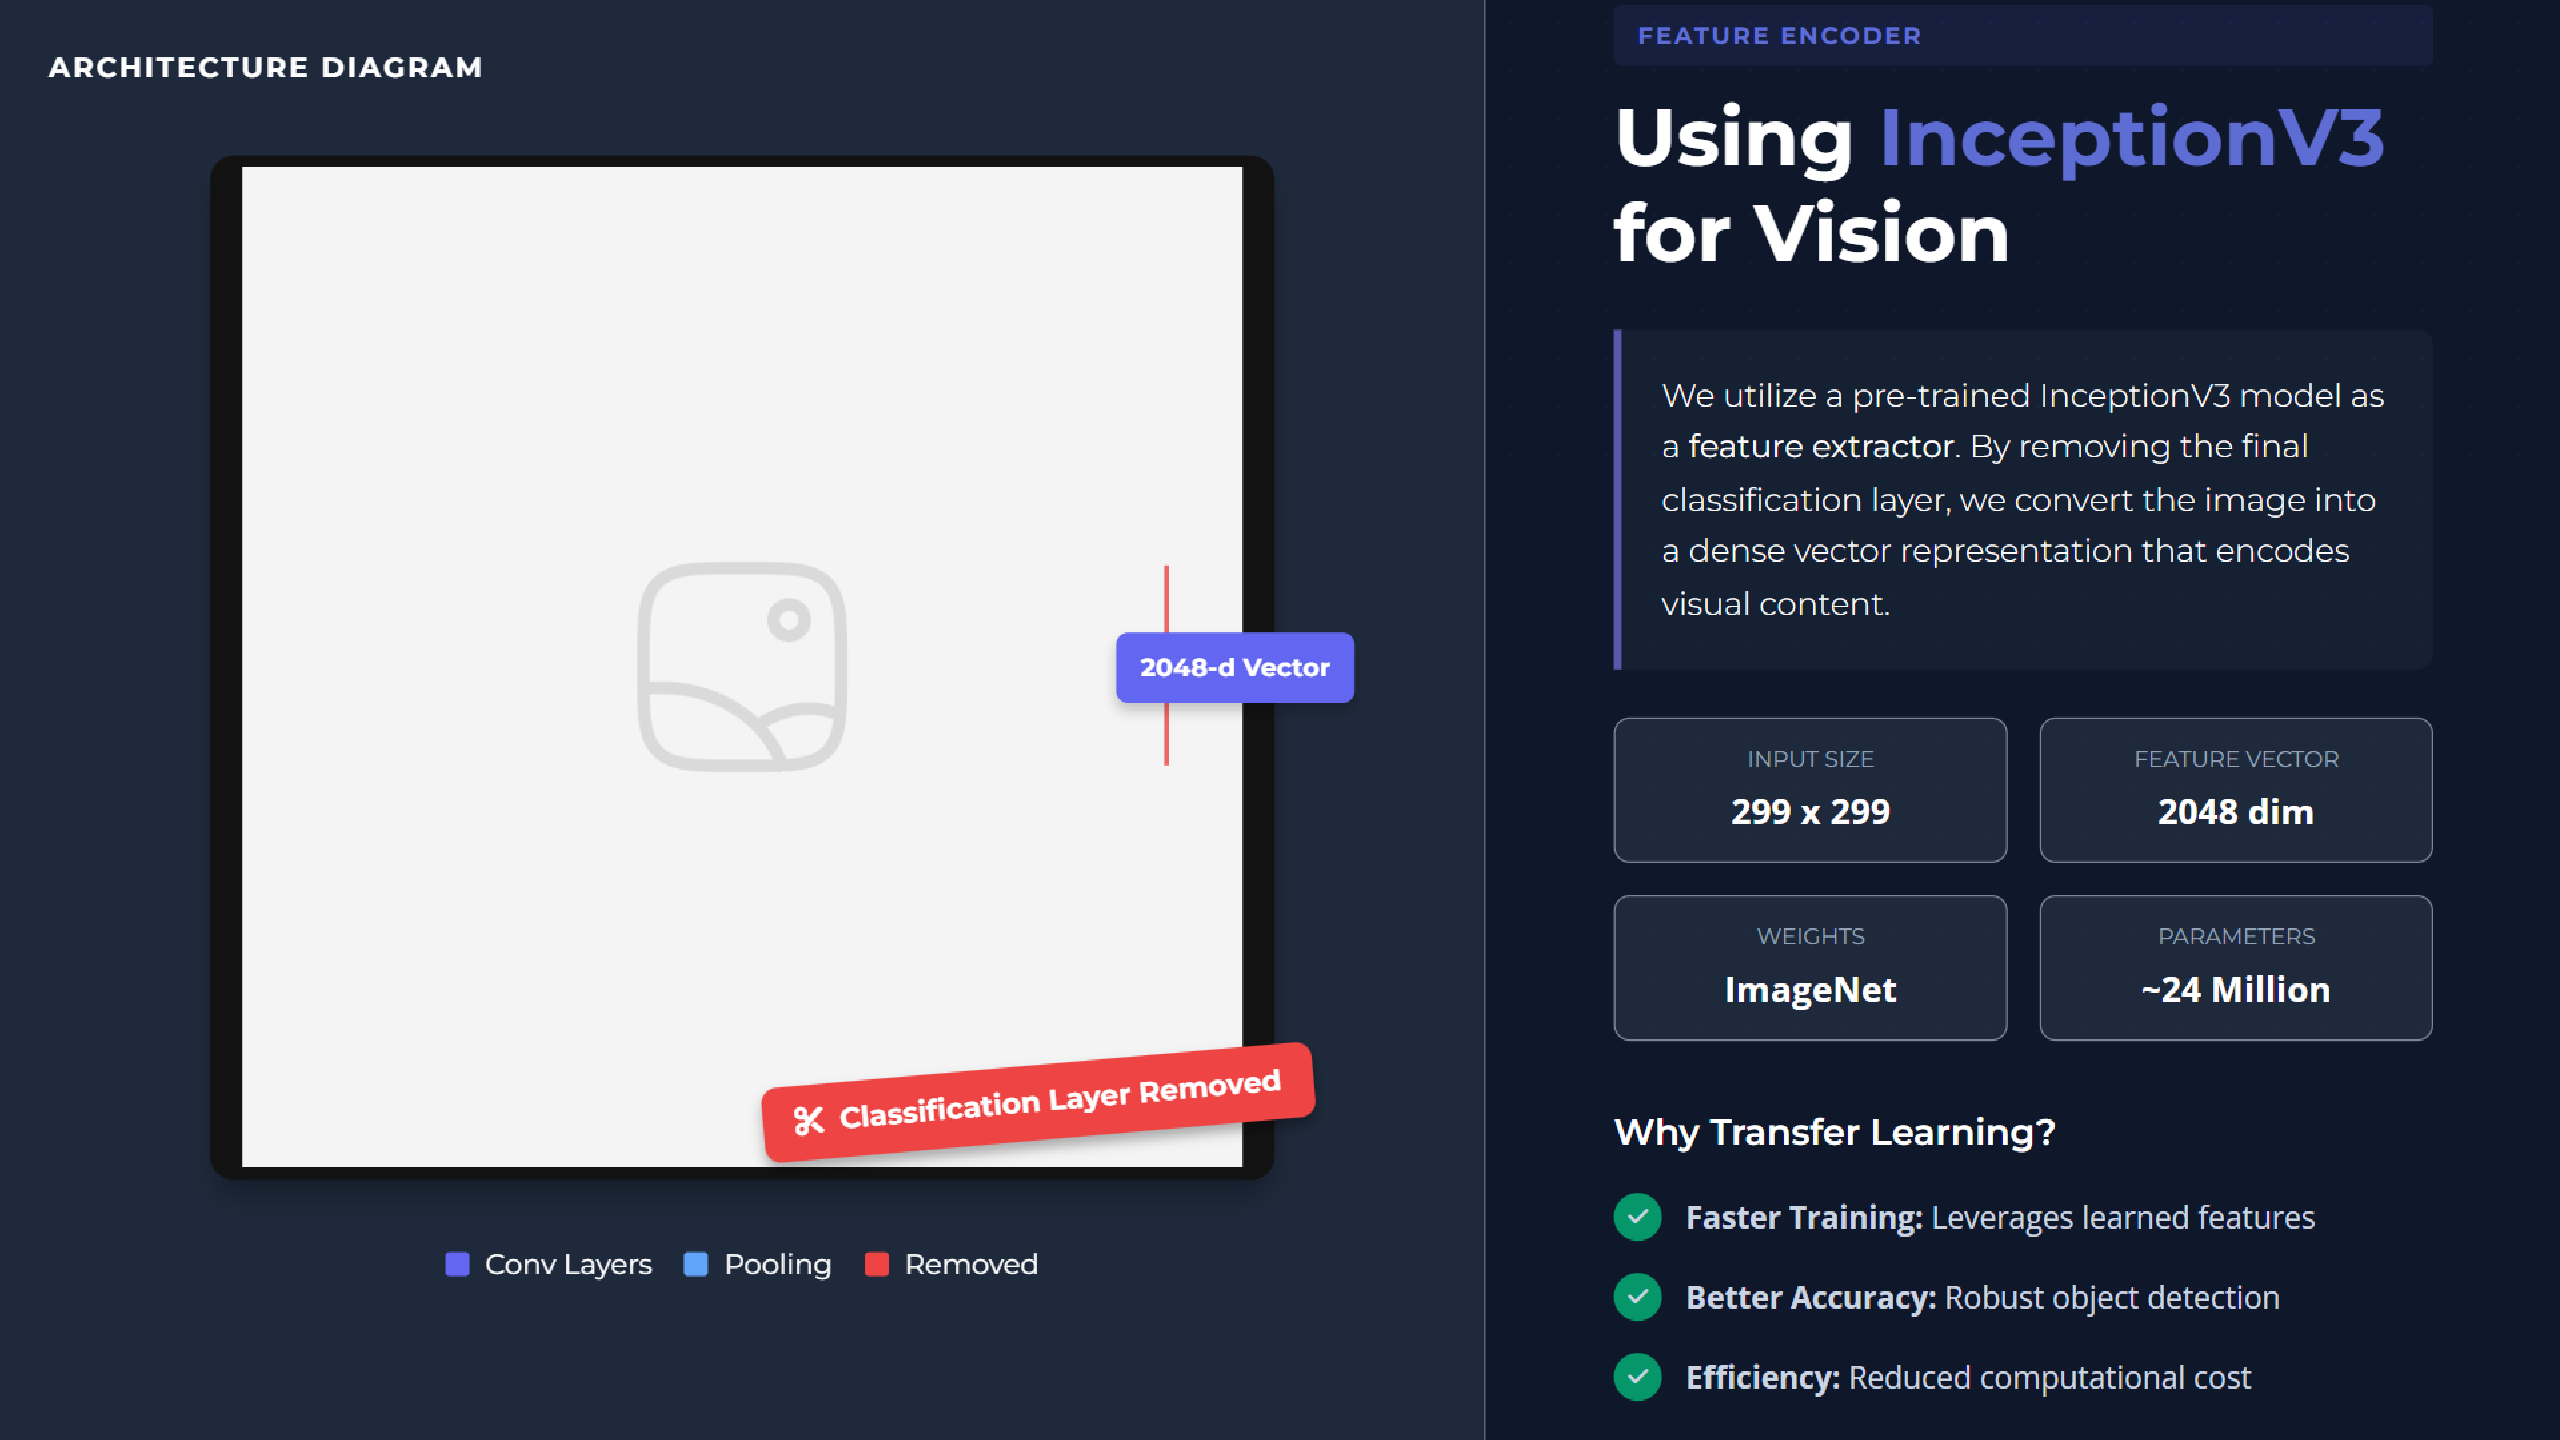 ARCHITECTURE DIAGRAM
2048-d Vector
Classification Layer Removed
Conv Layers
Pooling
Removed
FEATURE ENCODER
Using InceptionV3
for Vision
We utilize a pre-trained InceptionV3 model as
a feature extractor. By removing the final
classification layer, we convert the image into
a dense vector representation that encodes
visual content.
INPUT SIZE
299 x 299
FEATURE VECTOR
2048 dim
WEIGHTS
ImageNet
PARAMETERS
~24 Million
Why Transfer Learning?
Faster Training: Leverages learned features
Better Accuracy: Robust object detection
Efficiency: Reduced computational cost